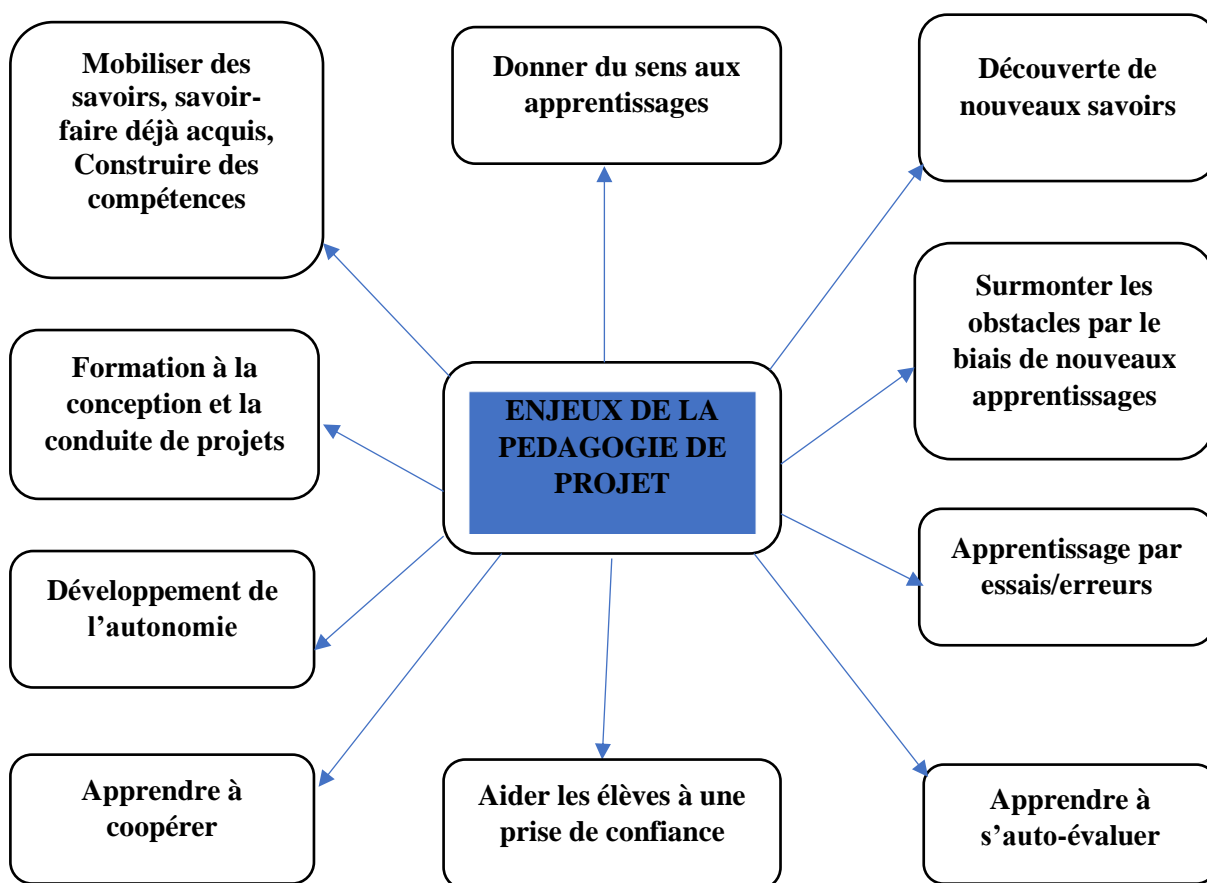 Mobiliser des
savoirs, savoir-
faire déjà acquis,
Construire des
compétences
Donner du sens aux
apprentissages
Découverte de
nouveaux savoirs
Formation à la
conception et la
conduite de projets
ENJEUX DE LA
PEDAGOGIE DE
PROJET
Surmonter les
obstacles par le
biais de nouveaux
apprentissages
Développement de
l’autonomie
Apprentissage par
essais/erreurs
Apprendre à
coopérer
Aider les élèves à une
prise de confiance
Apprendre à
s’auto-évaluer